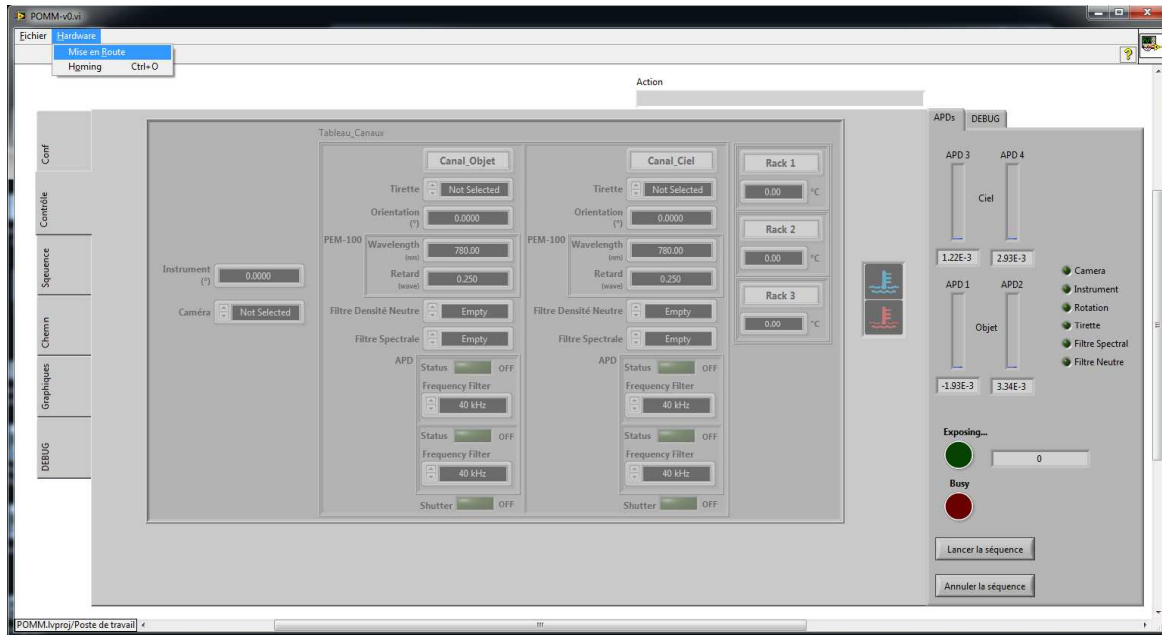 POMM-v0.vi
Fichier Hardware
Mise en Route
Homing Ctrl+O
?
Action
Conf
Contrôle
Sqeuence
Chemn
Graphiques
DEBUG
Tableau_Canaux
Instrument (°) 0.0000
Caméra Not Selected
Canal_Objet
Tirette Not Selected
Orientation (°) 0.0000
PEM-100
Wavelength (nm) 780.00
Retard (wave) 0.250
Filtre Densité Neutre Empty
Filtre Spectrale Empty
APD
Status OFF
Frequency Filter
40 kHz
Status OFF
Frequency Filter
40 kHz
Shutter OFF
Canal_Ciel
Tirette Not Selected
Orientation (°) 0.0000
PEM-100
Wavelength (nm) 780.00
Retard (wave) 0.250
Filtre Densité Neutre Empty
Filtre Spectrale Empty
APD
Status OFF
Frequency Filter
40 kHz
Status OFF
Frequency Filter
40 kHz
Shutter OFF
Rack 1
0.00 °C
Rack 2
0.00 °C
Rack 3
0.00 °C
APDs DEBUG
APD 3 APD 4
Ciel
1.22E-3 2.93E-3
APD 1 APD2
Objet
-1.93E-3 3.34E-3
Camera
Instrument
Rotation
Tirette
Filtre Spectral
Filtre Neutre
Exposing...
0
Busy
Lancer la séquence
Annuler la séquence
POMM.lvproj/Poste de travail